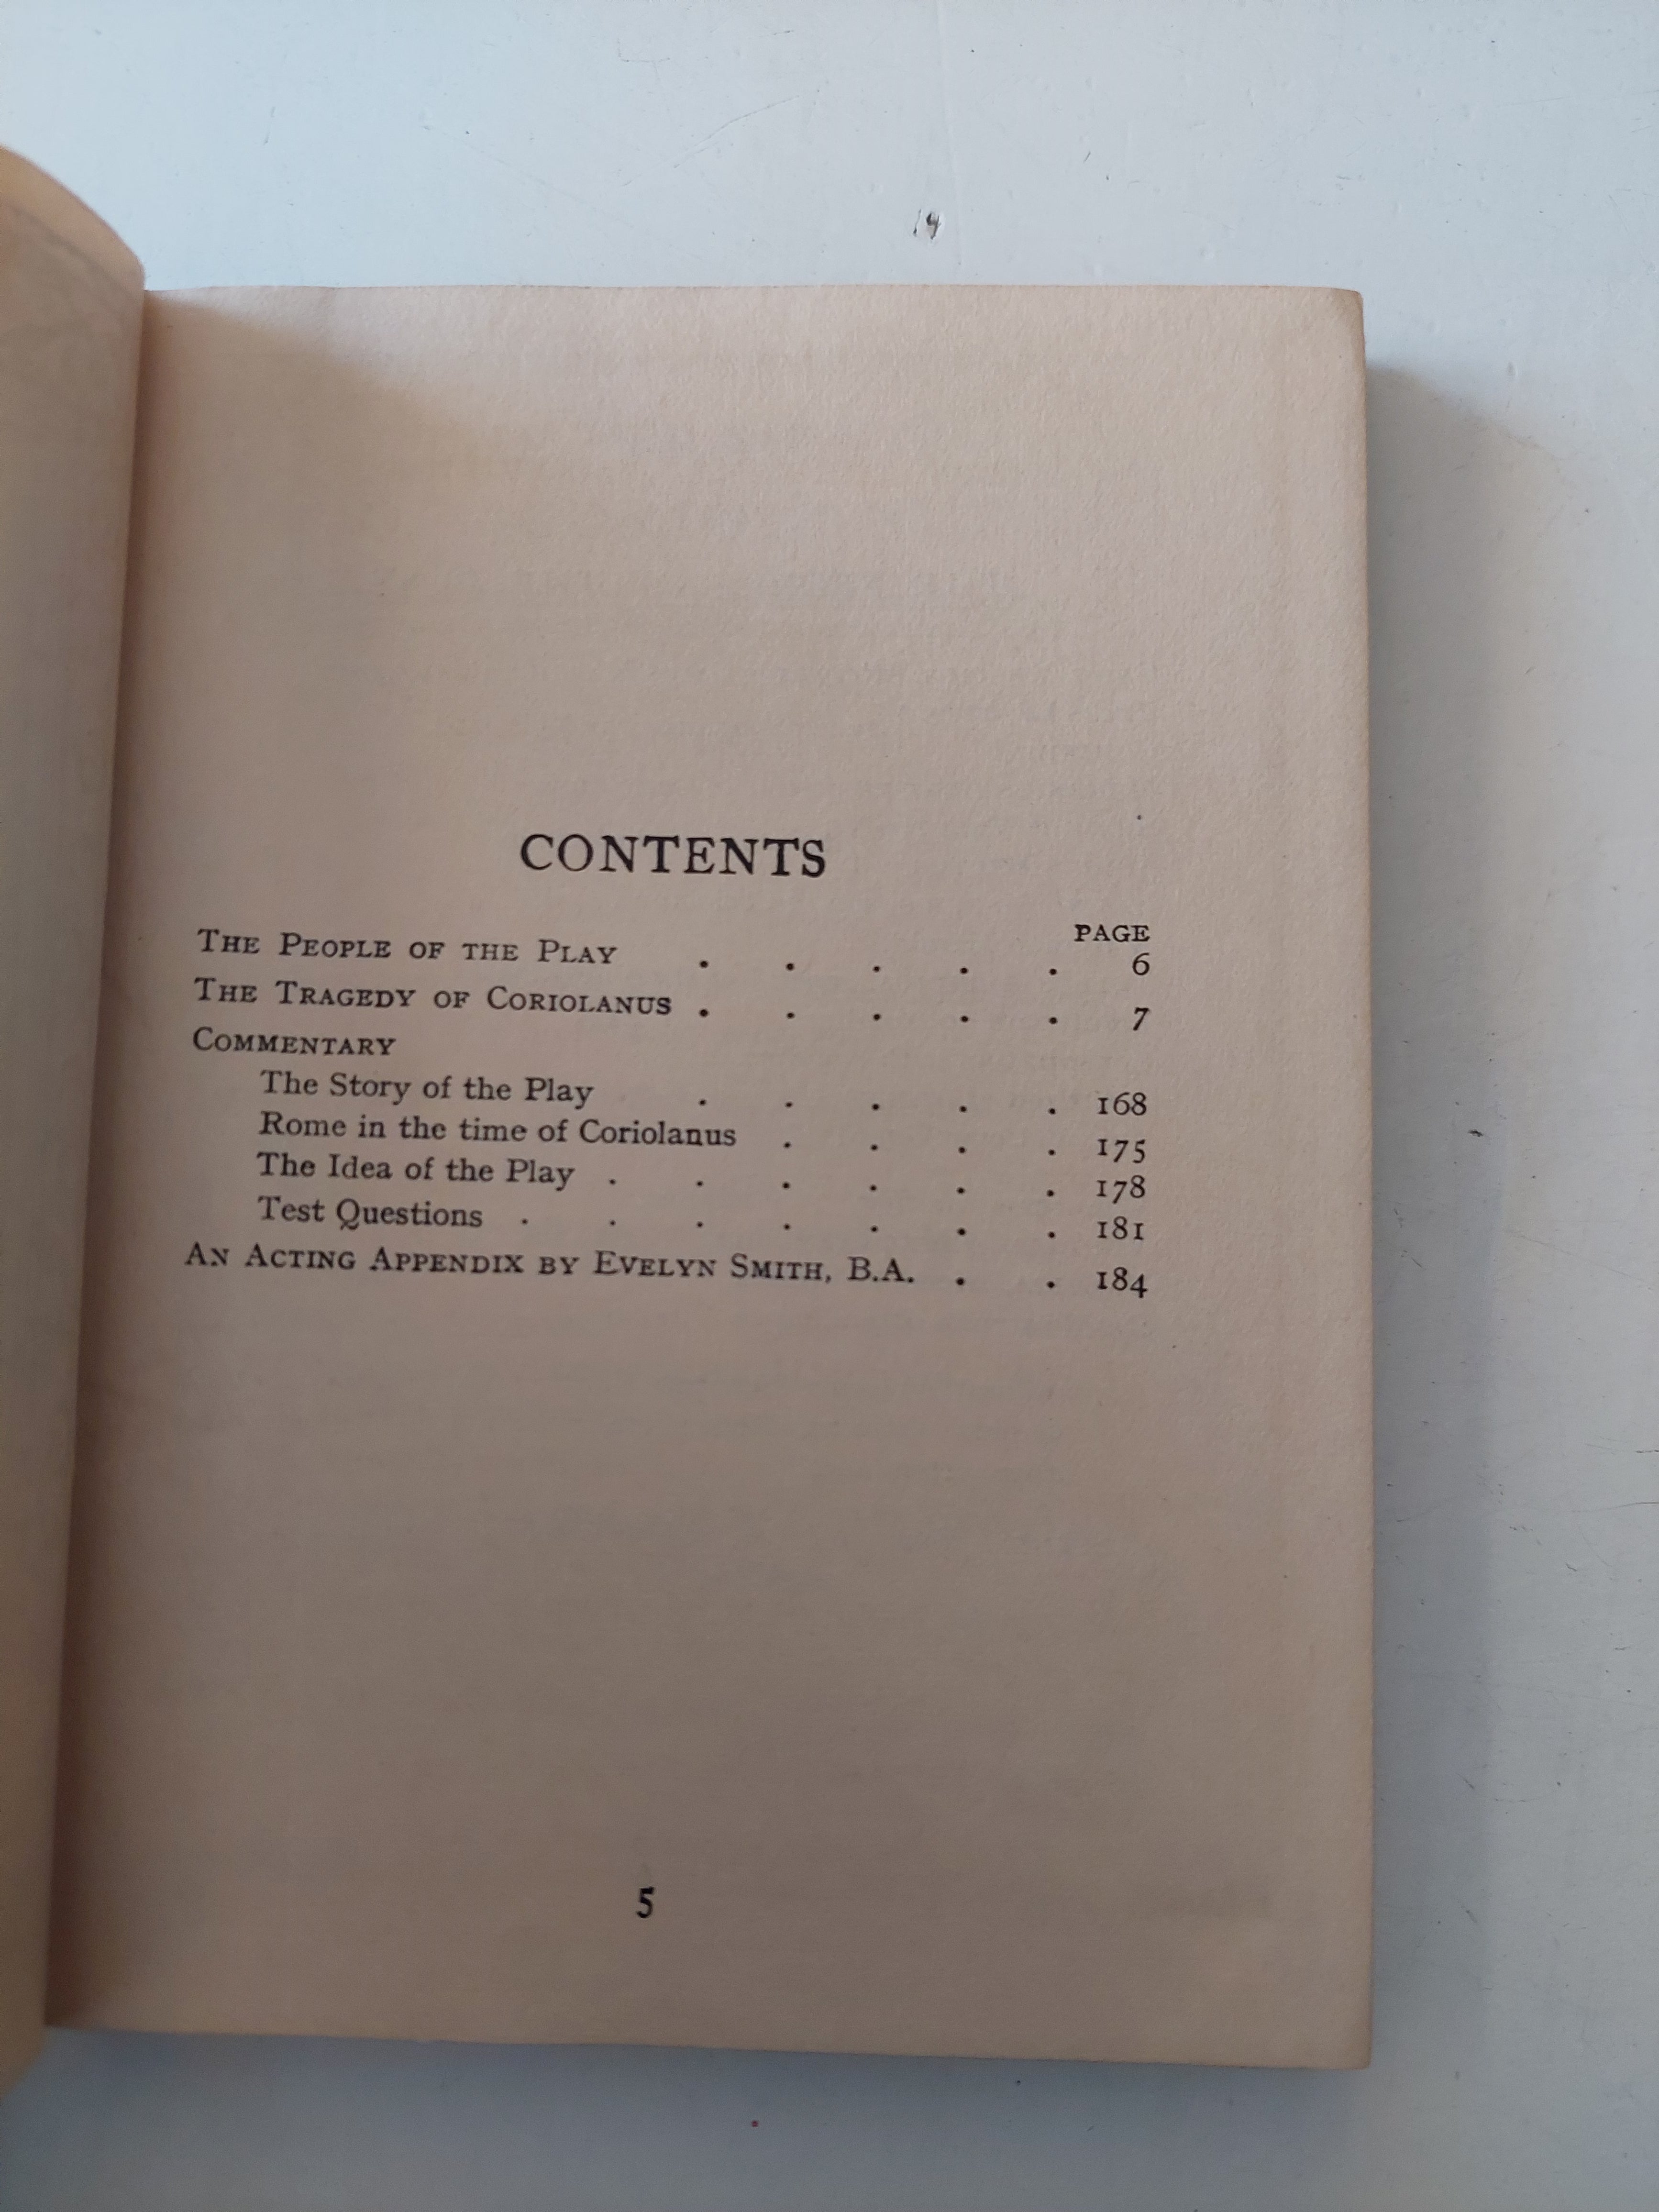 CONTENTS
PAGE
THE PEOPLE OF THE PLAY . . . . . 6
THE TRAGEDY OF CORIOLANUS . . . . . 7
COMMENTARY
The Story of the Play . . . . . 168
Rome in the time of Coriolanus . . . . 175
The Idea of the Play . . . . . . 178
Test Questions . . . . . . . 181
AN ACTING APPENDIX BY EVELYN SMITH, B.A. . . 184
5